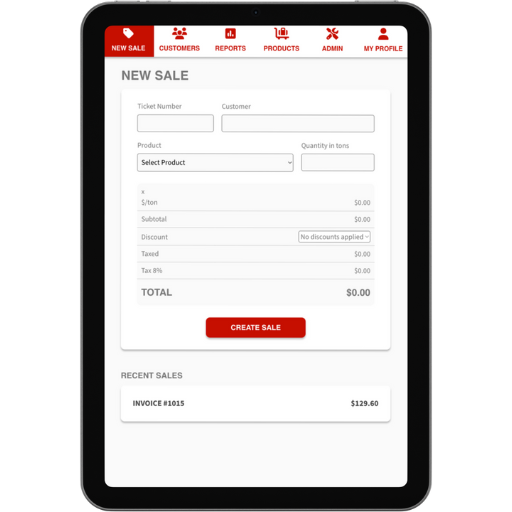 NEW SALE CUSTOMERS REPORTS PRODUCTS ADMIN MY PROFILE
NEW SALE
Ticket Number Customer
Product Quantity in tons
Select Product
x
$/ton $0.00
Subtotal $0.00
Discount No discounts applied
Taxed $0.00
Tax 8% $0.00
TOTAL $0.00
CREATE SALE
RECENT SALES
INVOICE #1015 $129.60